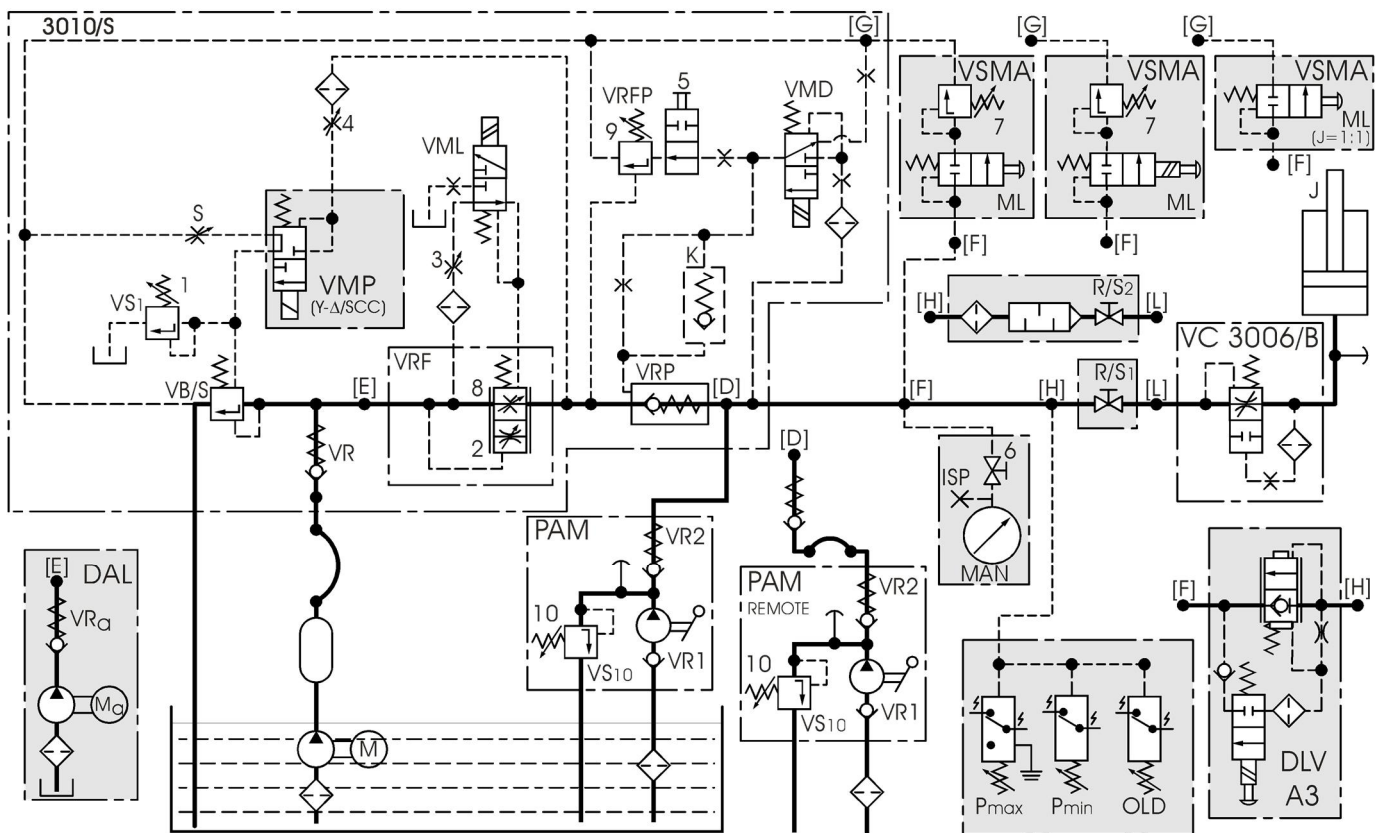 3010/S
[G]
[G]
[G]
VSMA
VSMA
VSMA
7
7
ML
(J=1:1)
ML
ML
[F]
[F]
[F]
4
VRFP
5
9
VMD
VML
S
3
K
J
VMP
(Y-Δ/SCC)
1
VS1
R/S2
[H]
[L]
VC 3006/B
VRF
VRP
R/S1
VB/S
[E]
8
[D]
[F]
[H]
[L]
2
VR
[D]
6
ISP
MAN
PAM
VR2
10
VS10
VR1
PAM
REMOTE
VR2
10
VS10
VR1
[E]
DAL
VRa
Ma
M
[F]
[H]
DLV
A3
Pmax
Pmin
OLD